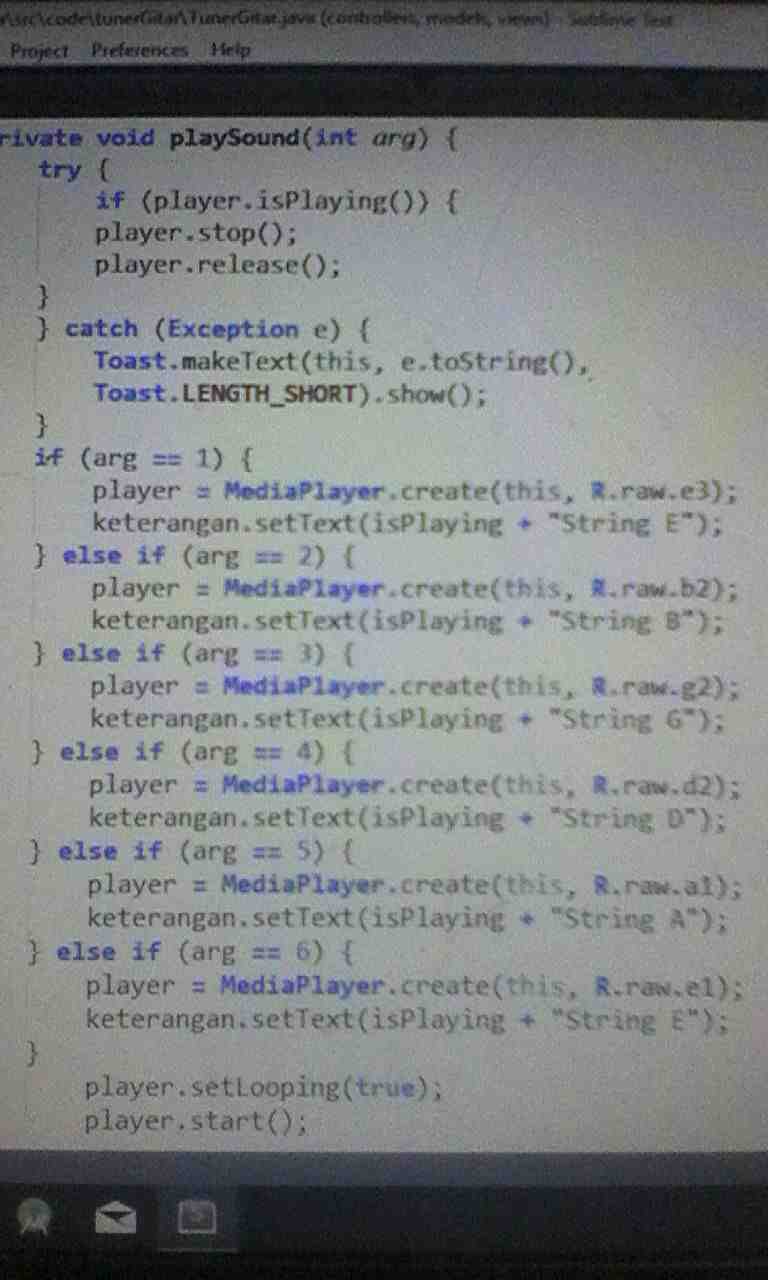 r\src\code\tunerGitar\TunerGitar.java (controllers, models, views) - Sublime Text
Project Preferences Help
rivate void playSound(int arg) {
try {
if (player.isPlaying()) {
player.stop();
player.release();
}
} catch (Exception e) {
Toast.makeText(this, e.toString(),
Toast.LENGTH_SHORT).show();
}
if (arg == 1) {
player = MediaPlayer.create(this, R.raw.e3);
keterangan.setText(isPlaying + "String E");
} else if (arg == 2) {
player = MediaPlayer.create(this, R.raw.b2);
keterangan.setText(isPlaying + "String B");
} else if (arg == 3) {
player = MediaPlayer.create(this, R.raw.g2);
keterangan.setText(isPlaying + "String G");
} else if (arg == 4) {
player = MediaPlayer.create(this, R.raw.d2);
keterangan.setText(isPlaying + "String D");
} else if (arg == 5) {
player = MediaPlayer.create(this, R.raw.a1);
keterangan.setText(isPlaying + "String A");
} else if (arg == 6) {
player = MediaPlayer.create(this, R.raw.e1);
keterangan.setText(isPlaying + "String E");
}
player.setLooping(true);
player.start();